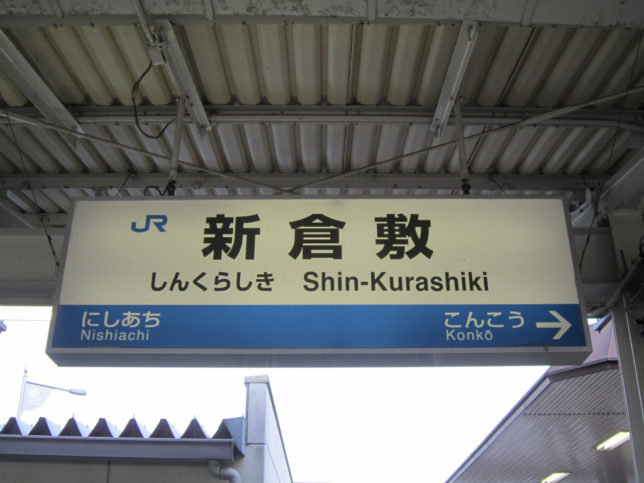 JR 新倉敷
しんくらしき Shin-Kurashiki
にしあち こんこう →
Nishiachi Konkō